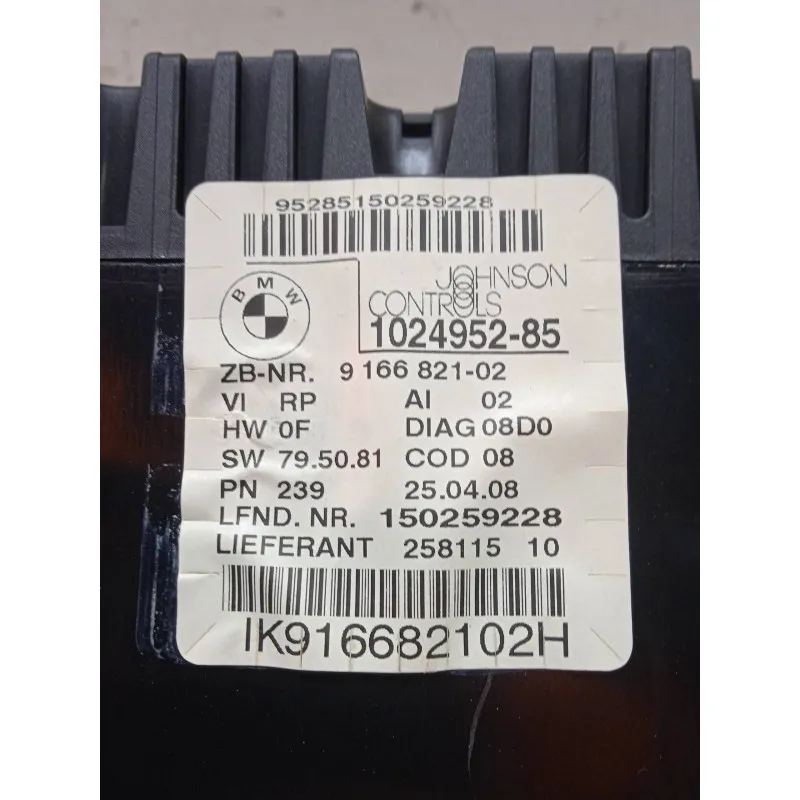 95285150259228
BMW
JOHNSON
CONTROLS
1024952-85
ZB-NR. 9 166 821-02
VI RP AI 02
HW 0F DIAG 08D0
SW 79.50.81 COD 08
PN 239 25.04.08
LFND. NR. 150259228
LIEFERANT 258115 10
IK916682102H